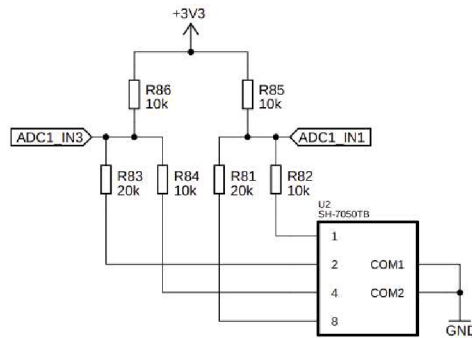 +3V3
R86
10k
R85
10k
ADC1_IN3
ADC1_IN1
R83
20k
R84
10k
R81
20k
R82
10k
U2
SH-7050TB
1
2
COM1
4
COM2
8
GND